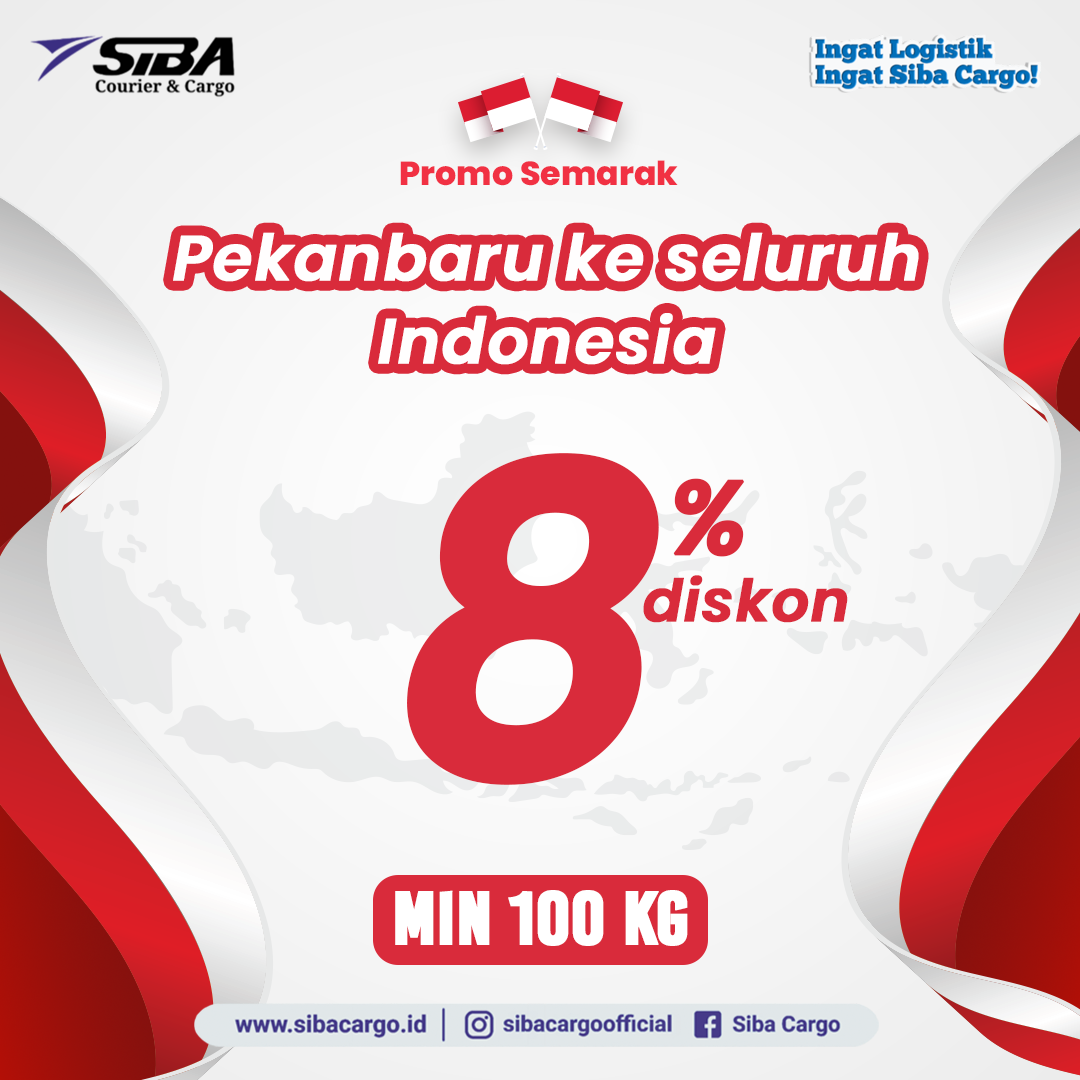 SIBA
Courier & Cargo
Ingat Logistik
Ingat Siba Cargo!
Promo Semarak
Pekanbaru ke seluruh
Indonesia
8%
diskon
MIN 100 KG
www.sibacargo.id | sibacargoofficial Siba Cargo